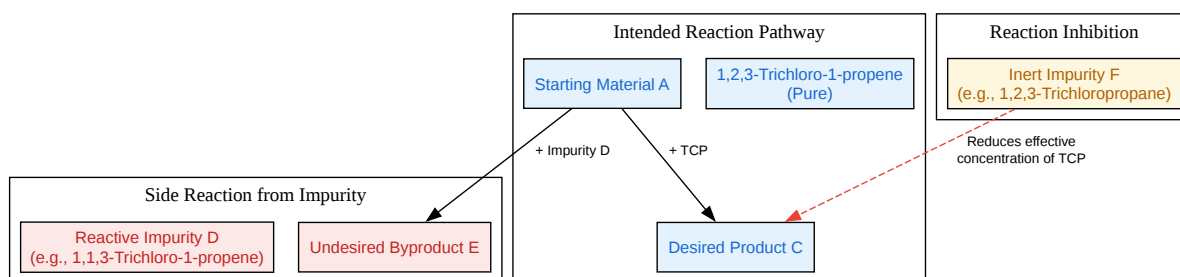 Intended Reaction Pathway
Reaction Inhibition
Starting Material A
1,2,3-Trichloro-1-propene
(Pure)
Inert Impurity F
(e.g., 1,2,3-Trichloropropane)
+ Impurity D
+ TCP
Reduces effective
concentration of TCP
Side Reaction from Impurity
Reactive Impurity D
(e.g., 1,1,3-Trichloro-1-propene)
Undesired Byproduct E
Desired Product C